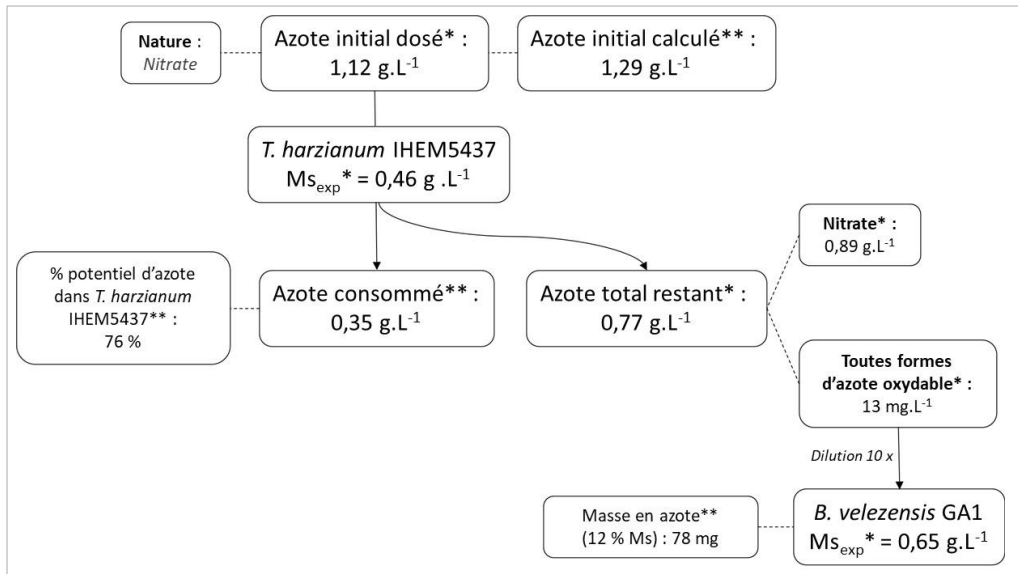 Nature :
Nitrate
Azote initial dosé* :
1,12 g.L-1
Azote initial calculé** :
1,29 g.L-1
T. harzianum IHEM5437
Msexp* = 0,46 g .L-1
% potentiel d'azote
dans T. harzianum
IHEM5437** :
76 %
Azote consommé** :
0,35 g.L-1
Azote total restant* :
0,77 g.L-1
Nitrate* :
0,89 g.L-1
Toutes formes
d'azote oxydable* :
13 mg.L-1
Dilution 10 x
Masse en azote**
(12 % Ms) : 78 mg
B. velezensis GA1
Msexp* = 0,65 g.L-1